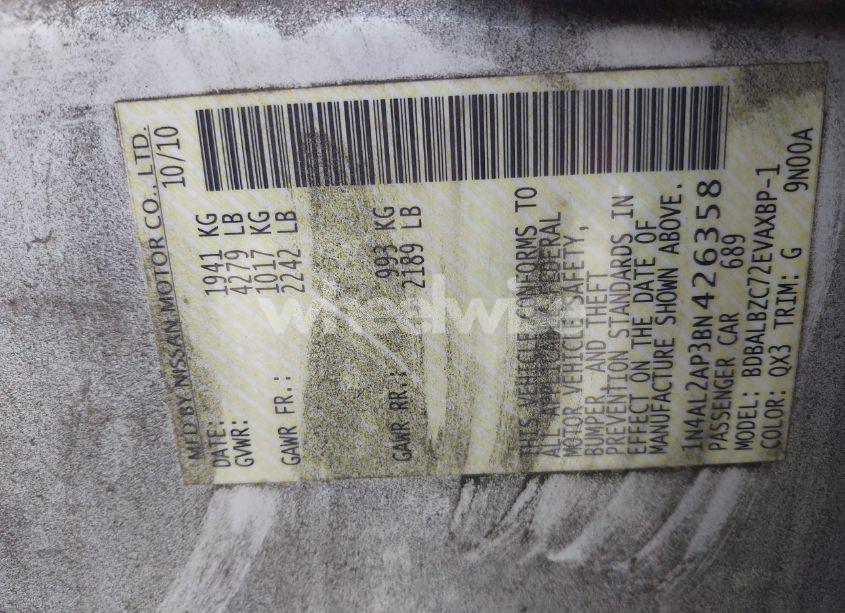 MFD BY NISSAN MOTOR CO., LTD.
DATE: 10/10
GVWR: 1941 KG
4279 LB
GAWR FR.: 1017 KG
2242 LB
GAWR RR.: 993 KG
2189 LB
THIS VEHICLE CONFORMS TO
ALL APPLICABLE FEDERAL
MOTOR VEHICLE SAFETY,
BUMPER, AND THEFT
PREVENTION STANDARDS IN
EFFECT ON THE DATE OF
MANUFACTURE SHOWN ABOVE.
1N4AL2AP3BN426358
PASSENGER CAR 689
MODEL: BDBALBZC72EVAXBP-1
COLOR: QX3 TRIM: G 9N00A
wheelwise